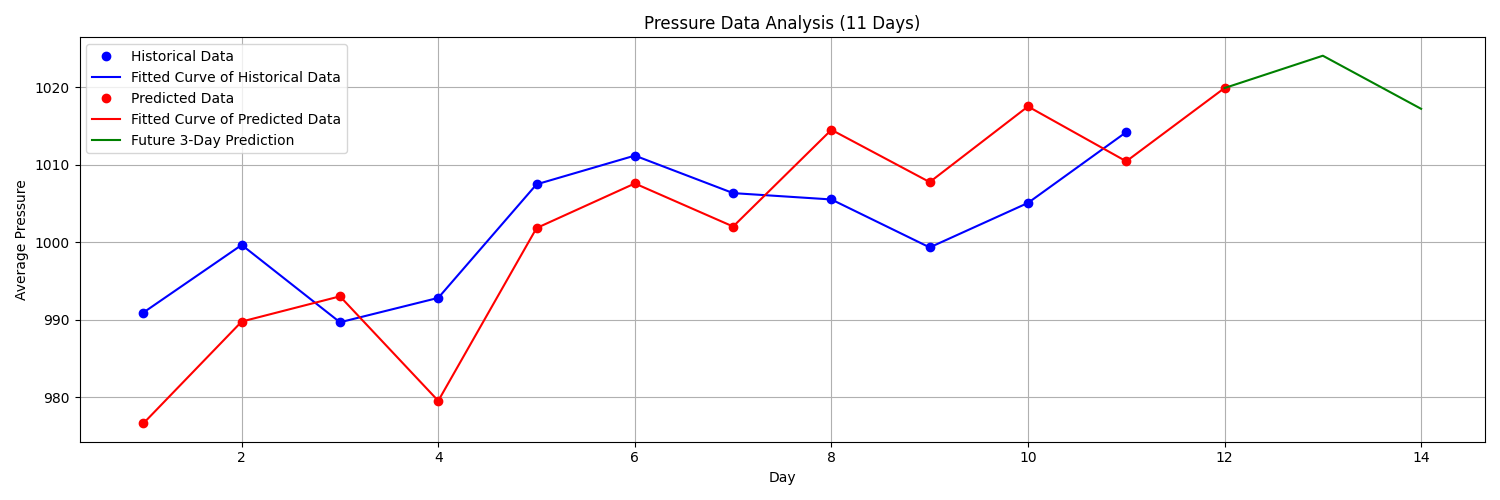 Pressure Data Analysis (11 Days)
Historical Data
Fitted Curve of Historical Data
Predicted Data
Fitted Curve of Predicted Data
Future 3-Day Prediction
Average Pressure
1020
1010
1000
990
980
2 4 6 8 10 12 14
Day